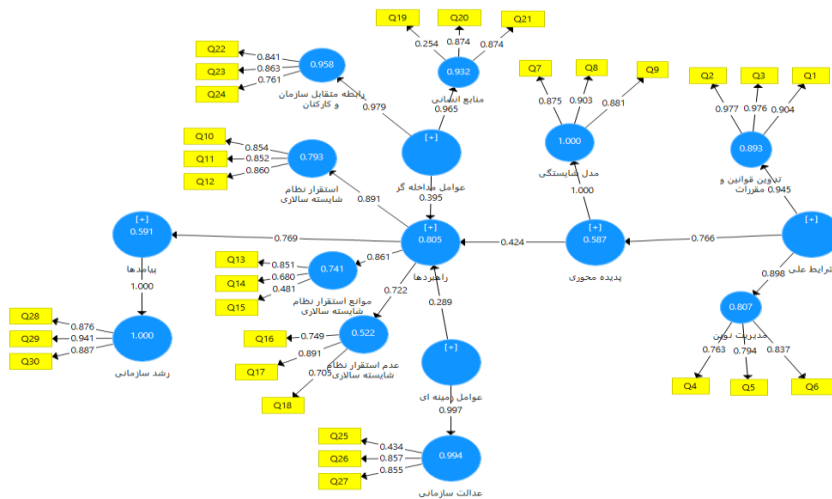 Q19
Q20
Q21
0.254
0.874
0.874
0.932
منابع انسانی
0.965
Q22
Q23
Q24
0.841
0.863
0.761
0.958
رابطه متقابل سازمان
و کارکنان
0.979
Q7
Q8
Q9
0.875
0.903
0.881
1.000
مدل شایستگی
1.000
Q2
Q3
Q1
0.977
0.976
0.904
0.893
تدوین قوانین و
مقررات
0.945
Q10
Q11
Q12
0.854
0.852
0.860
0.793
استقرار نظام
شایسته سالاری
0.891
[+]
عوامل مداخله گر
0.395
[+]
0.591
پیامدها
0.769
[+]
0.805
راهبردها
0.424
[+]
0.587
پدیده محوری
0.766
[+]
شرایط علی
0.898
1.000
Q13
Q14
Q15
0.851
0.680
0.481
0.741
موانع استقرار نظام
شایسته سالاری
0.861
0.722
0.289
Q28
Q29
Q30
0.876
0.941
0.887
1.000
رشد سازمانی
Q16
Q17
Q18
0.749
0.891
0.705
0.522
عدم استقرار نظام
شایسته سالاری
[+]
عوامل زمینه ای
0.997
0.807
مدیریت نوین
0.763
0.794
0.837
Q4
Q5
Q6
Q25
Q26
Q27
0.434
0.857
0.855
0.994
عدالت سازمانی